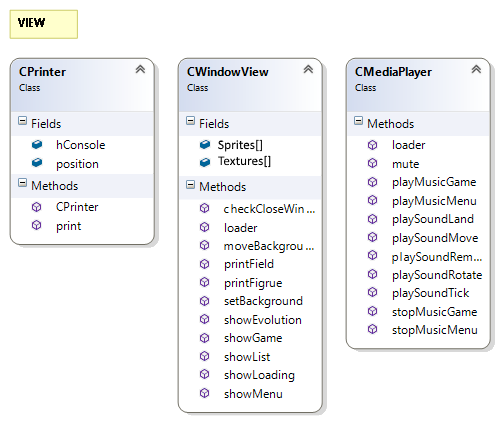 VIEW
CPrinter
Class
Fields
hConsole
position
Methods
CPrinter
print
CWindowView
Class
Fields
Sprites[]
Textures[]
Methods
checkCloseWin ...
loader
moveBackgrou...
printField
printFigrue
setBackground
showEvolution
showGame
showList
showLoading
showMenu
CMediaPlayer
Class
Methods
loader
mute
playMusicGame
playMusicMenu
playSoundLand
playSoundMove
playSoundRem...
playSoundRotate
playSoundTick
stopMusicGame
stopMusicMenu